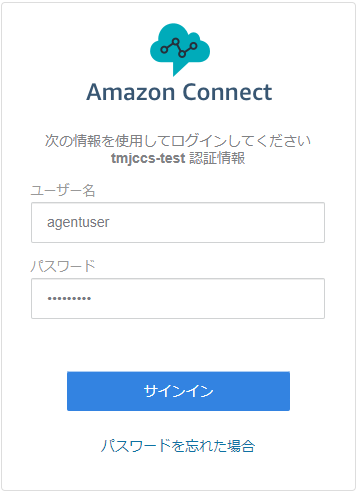 Amazon Connect
次の情報を使用してログインしてください
tmjccs-test 認証情報
ユーザー名
agentuser
パスワード
•••••••••
サインイン
パスワードを忘れた場合